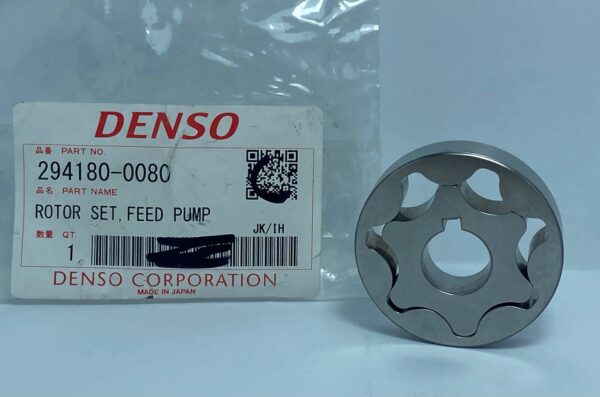 DENSO
品番 PART NO.
294180-0080
品名 PART NAME
ROTOR SET, FEED PUMP
数量 QT. JK/IH
1
DENSO CORPORATION
MADE IN JAPAN